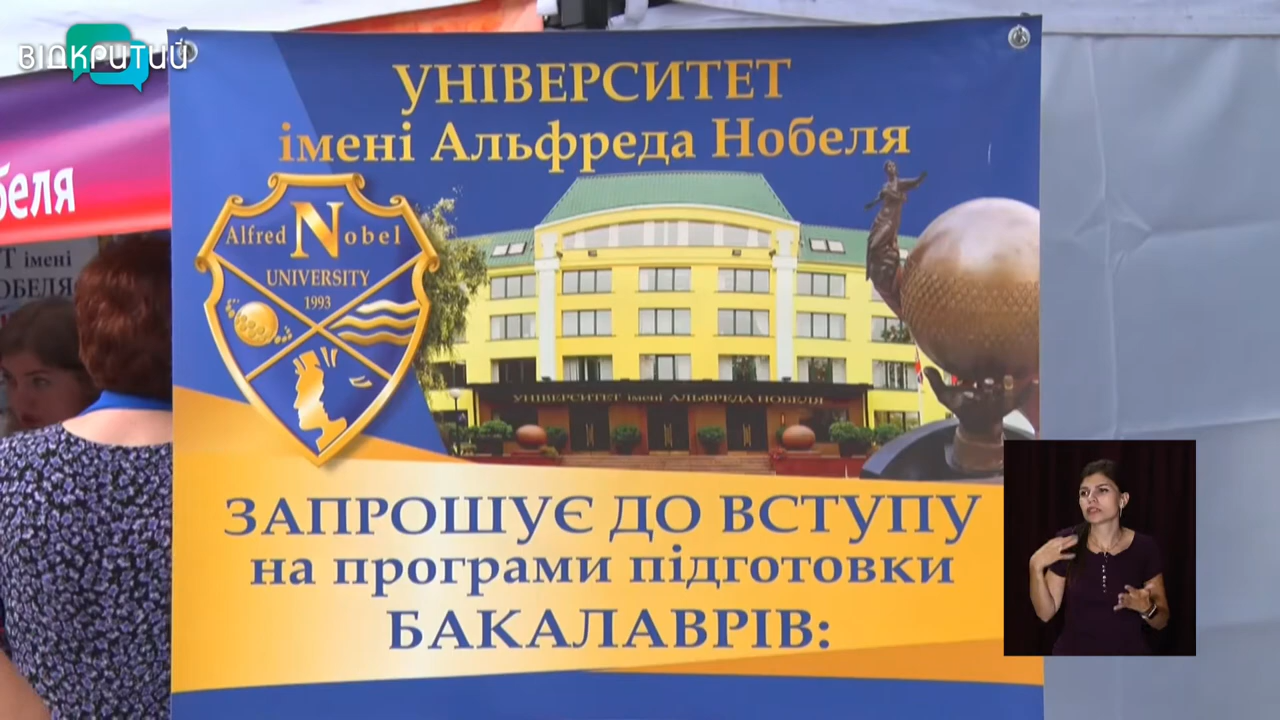 ВІДКРИТИЙ
УНІВЕРСИТЕТ
імені Альфреда Нобеля
Alfred Nobel
UNIVERSITY
1993
УНІВЕРСИТЕТ імені АЛЬФРЕДА НОБЕЛЯ
N N N
ЗАПРОШУЄ ДО ВСТУПУ
на програми підготовки
БАКАЛАВРІВ:
беля
Т імені
ОБЕЛЯ